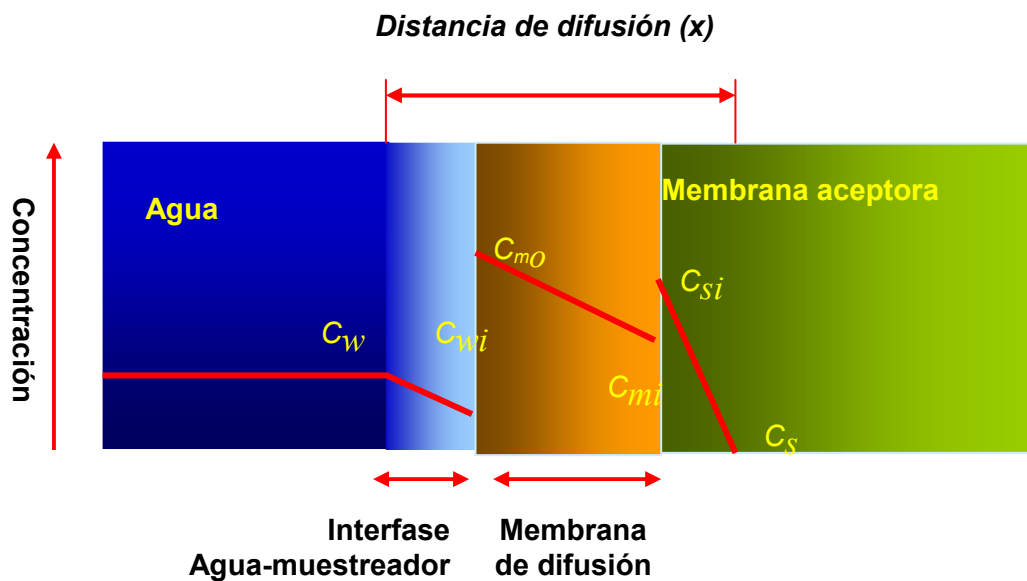 Distancia de difusión (x)
Concentración
Agua
Membrana aceptora
Cmo
Csi
Cw
Cwi
Cmi
Cs
Interfase
Agua-muestreador
Membrana
de difusión